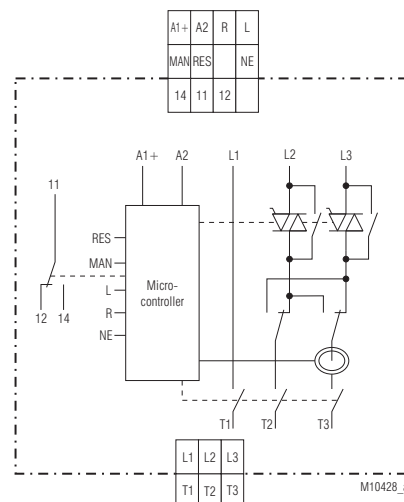 A1+ A2 R L
MAN RES NE
14 11 12
A1+ A2 L1 L2 L3
11
RES
MAN
L
R
NE
Micro-
controller
12 14
T1 T2 T3
L1 L2 L3
T1 T2 T3